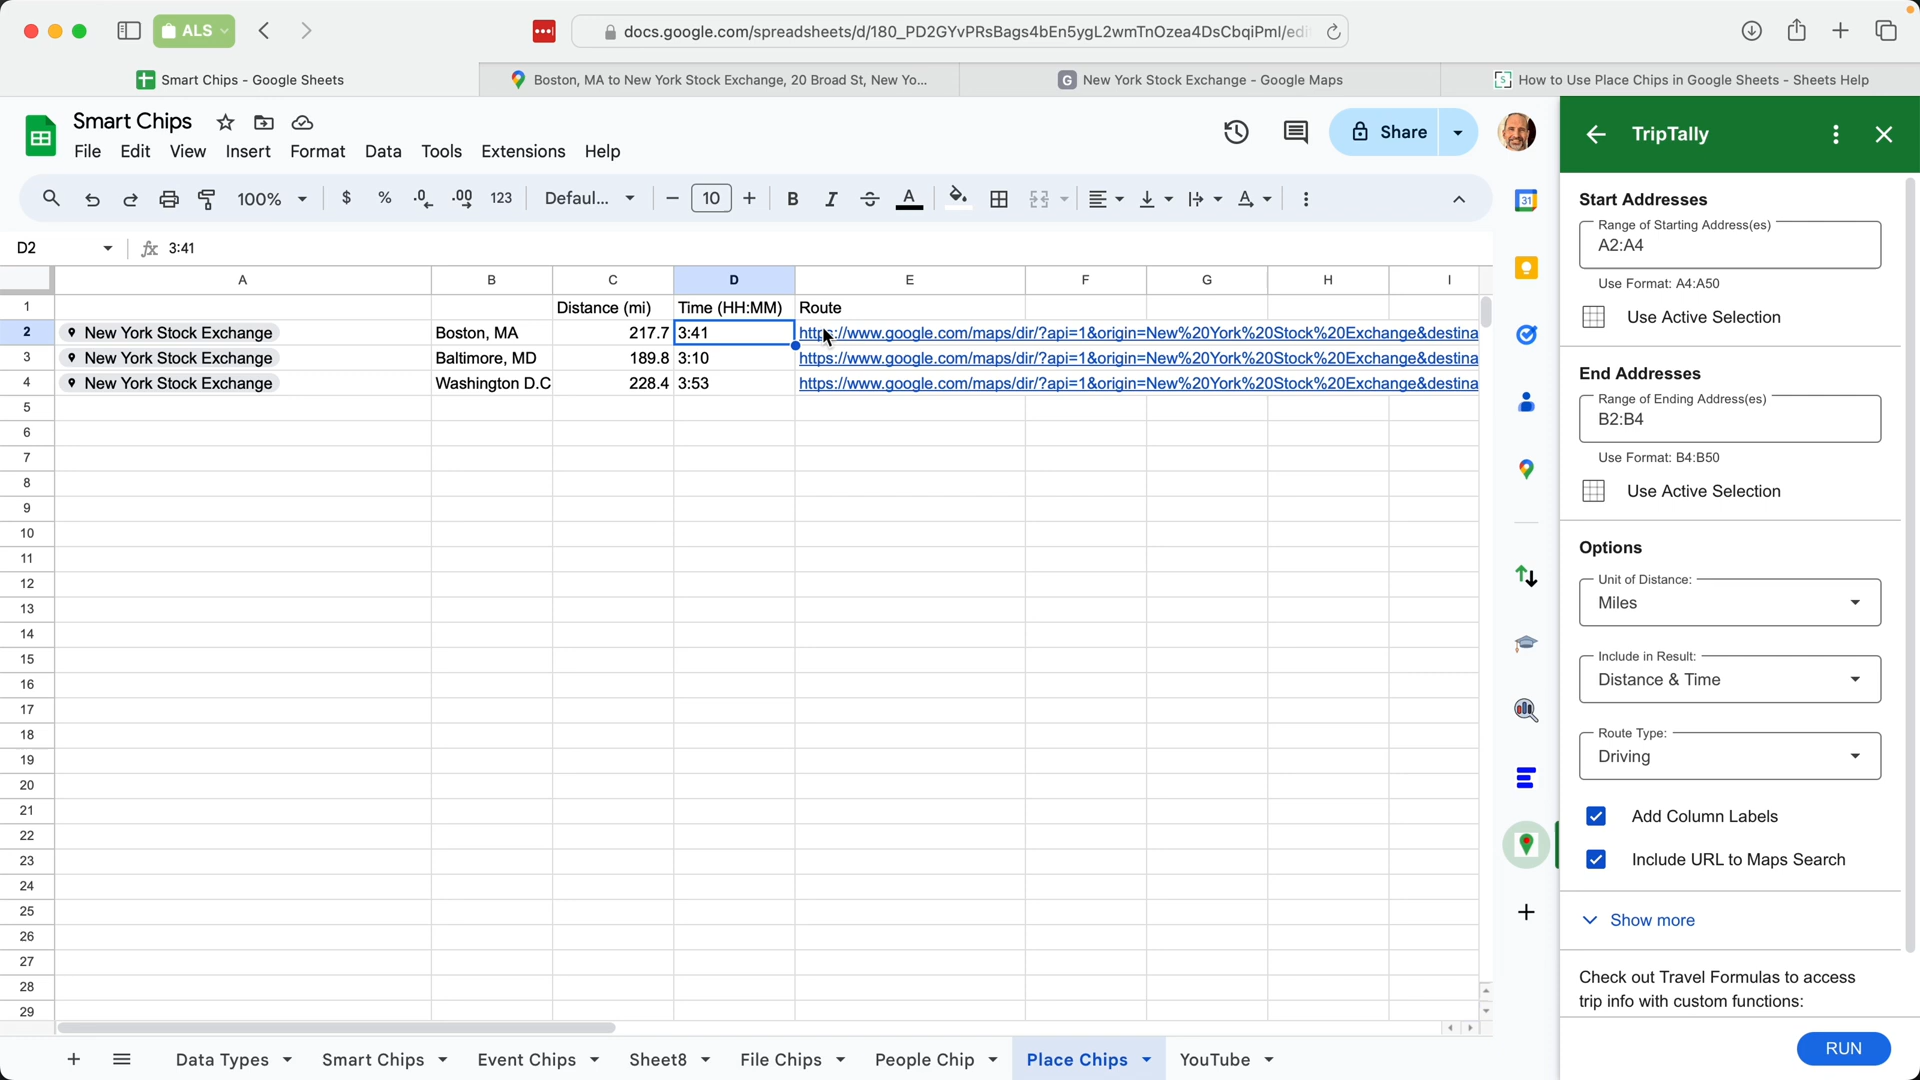 ALS
docs.google.com/spreadsheets/d/180_PD2GYvPRsBags4bEn5ygL2wmTnOzea4DsCbqiPmI/edi
Smart Chips - Google Sheets
Boston, MA to New York Stock Exchange, 20 Broad St, New Yo...
New York Stock Exchange - Google Maps
How to Use Place Chips in Google Sheets - Sheets Help
Smart Chips
File Edit View Insert Format Data Tools Extensions Help
Share
100% $ % .0 .00 123 Defaul... 10 B I S A
D2 fx 3:41
A B C D E F G H I
1 Distance (mi) Time (HH:MM) Route
2 New York Stock Exchange Boston, MA 217.7 3:41 https://www.google.com/maps/dir/?api=1&origin=New%20York%20Stock%20Exchange&destina
3 New York Stock Exchange Baltimore, MD 189.8 3:10 https://www.google.com/maps/dir/?api=1&origin=New%20York%20Stock%20Exchange&destina
4 New York Stock Exchange Washington D.C 228.4 3:53 https://www.google.com/maps/dir/?api=1&origin=New%20York%20Stock%20Exchange&destina
5
6
7
8
9
10
11
12
13
14
15
16
17
18
19
20
21
22
23
24
25
26
27
28
29
Data Types Smart Chips Event Chips Sheet8 File Chips People Chip Place Chips YouTube
31
TripTally
Start Addresses
Range of Starting Address(es)
A2:A4
Use Format: A4:A50
Use Active Selection
End Addresses
Range of Ending Address(es)
B2:B4
Use Format: B4:B50
Use Active Selection
Options
Unit of Distance:
Miles
Include in Result:
Distance & Time
Route Type:
Driving
Add Column Labels
Include URL to Maps Search
Show more
Check out Travel Formulas to access
trip info with custom functions:
RUN